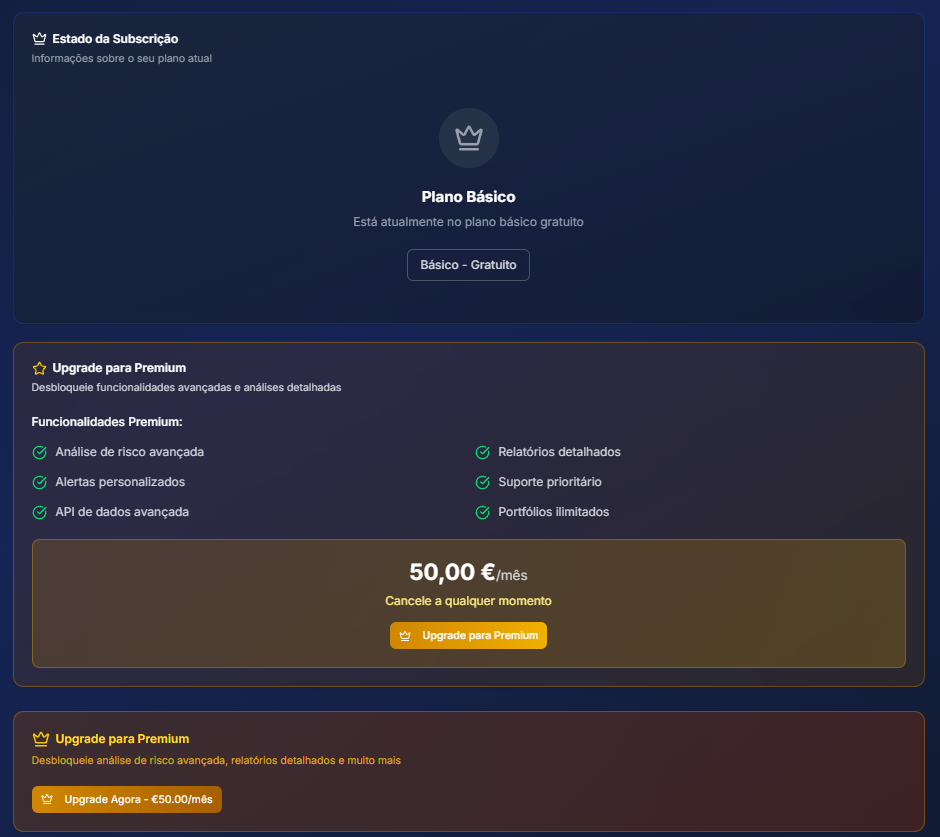 Estado da Subscrição
Informações sobre o seu plano atual
Plano Básico
Está atualmente no plano básico gratuito
Básico - Gratuito
Upgrade para Premium
Desbloqueie funcionalidades avançadas e análises detalhadas
Funcionalidades Premium:
Análise de risco avançada
Relatórios detalhados
Alertas personalizados
Suporte prioritário
API de dados avançada
Portfólios ilimitados
50,00 €/mês
Cancele a qualquer momento
Upgrade para Premium
Upgrade para Premium
Desbloqueie análise de risco avançada, relatórios detalhados e muito mais
Upgrade Agora - €50.00/mês